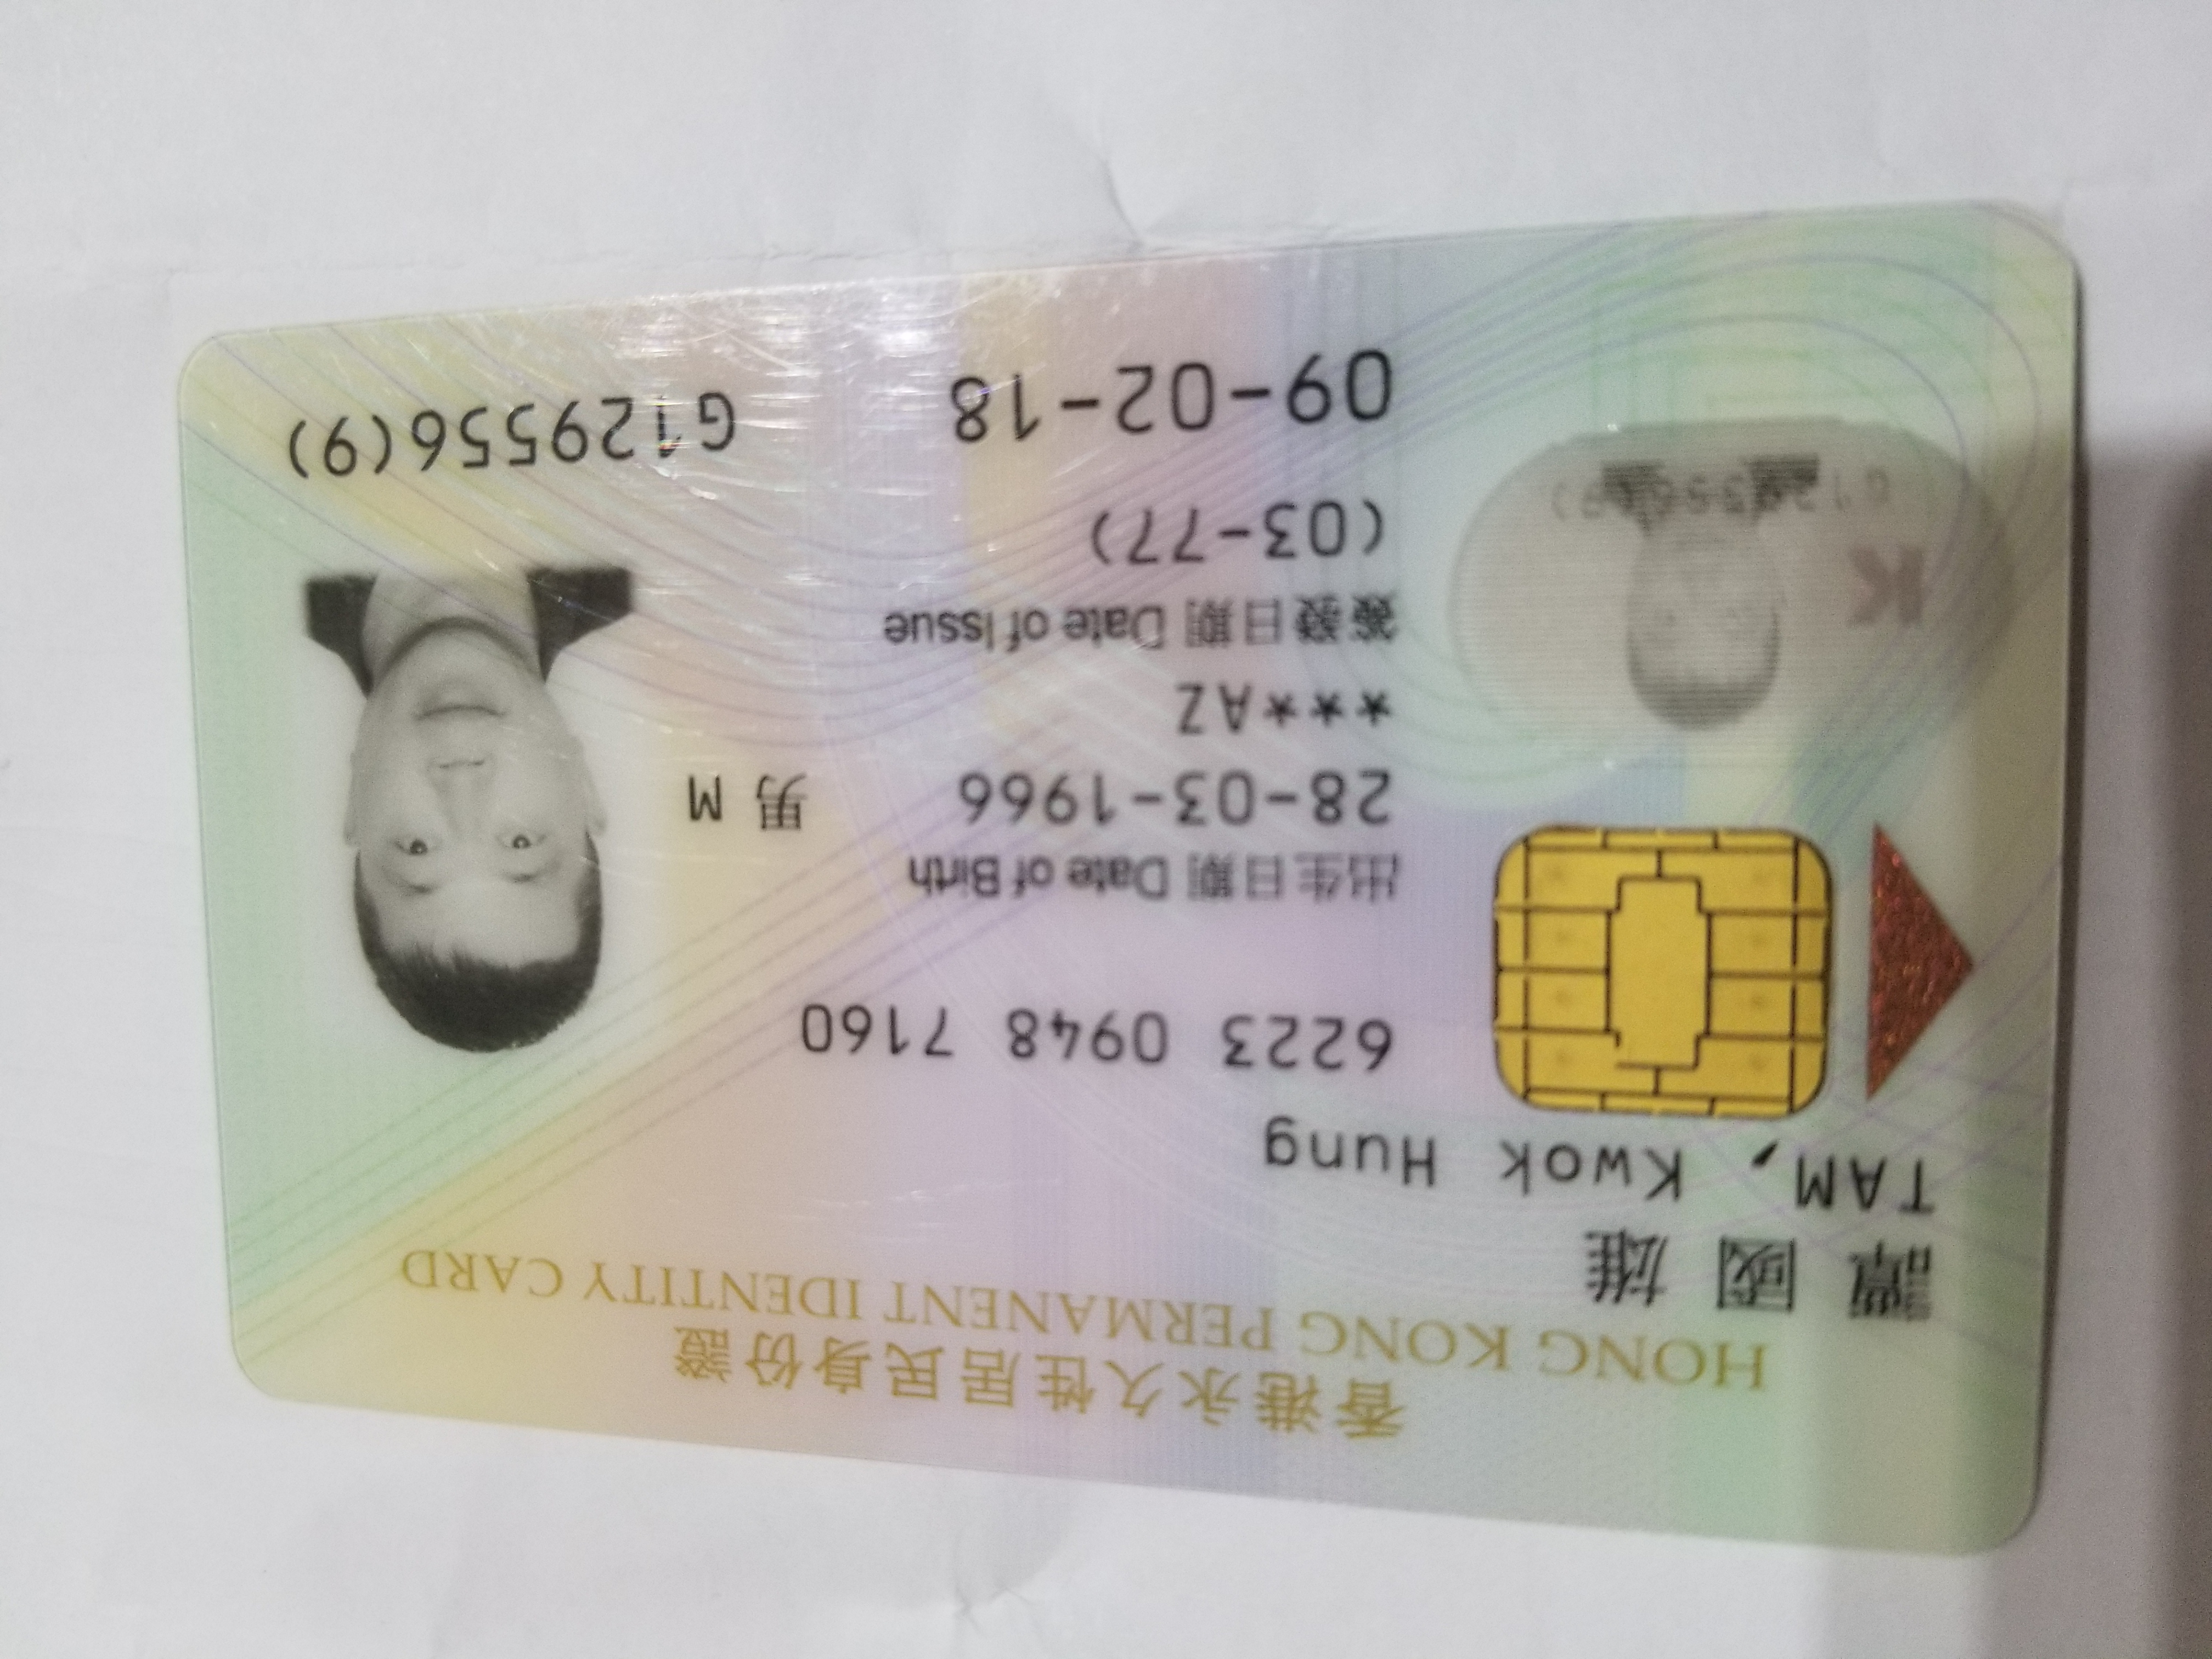 香港永久性居民身份證
HONG KONG PERMANENT IDENTITY CARD
譚國雄
TAM, Kwok Hung
6223 0948 7160
出生日期 Date of Birth
28-03-1966 男 M
***AZ
簽發日期 Date of Issue
(03-77)
09-02-18
G129556(9)
K